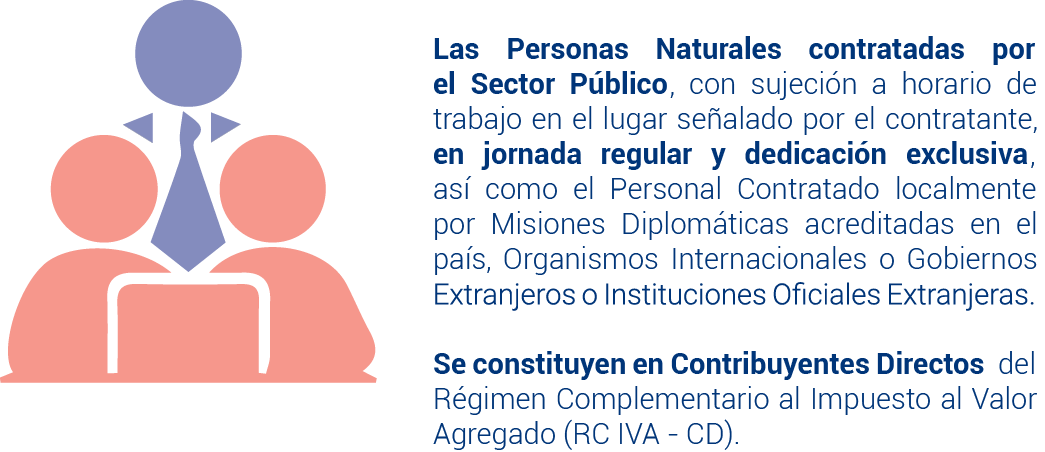 Las Personas Naturales contratadas por
el Sector Público, con sujeción a horario de
trabajo en el lugar señalado por el contratante,
en jornada regular y dedicación exclusiva,
así como el Personal Contratado localmente
por Misiones Diplomáticas acreditadas en el
país, Organismos Internacionales o Gobiernos
Extranjeros o Instituciones Oficiales Extranjeras.
Se constituyen en Contribuyentes Directos del
Régimen Complementario al Impuesto al Valor
Agregado (RC IVA - CD).